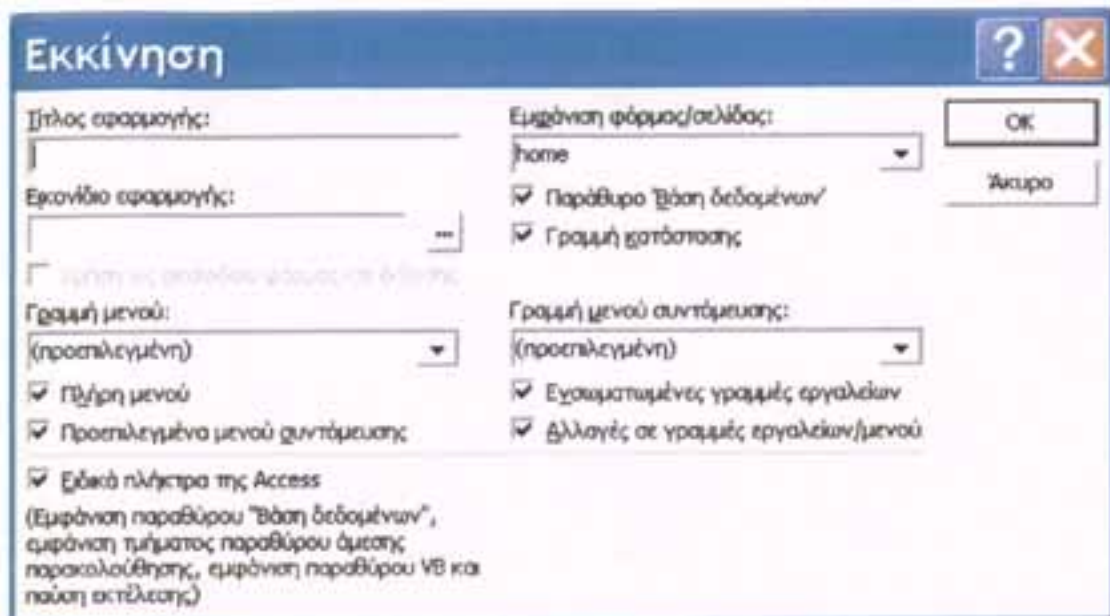 Εκκίνηση
Τίτλος εφαρμογής:
Εμφάνιση φόρμας/σελίδας:
OK
home
Άκυρο
Εικονίδιο εφαρμογής:
Παράθυρο 'Βάση δεδομένων'
...
Γραμμή κατάστασης
Γραμμή μενού:
Γραμμή μενού συντόμευσης:
(προεπιλεγμένη)
(προεπιλεγμένη)
Πλήρη μενού
Ενσωματωμένες γραμμές εργαλείων
Προεπιλεγμένα μενού συντόμευσης
Αλλαγές σε γραμμές εργαλείων/μενού
Ειδικά πλήκτρα της Access
(Εμφάνιση παραθύρου "Βάση δεδομένων",
εμφάνιση τμήματος παραθύρου άμεσης
παρακολούθησης, εμφάνιση παραθύρου VB και
παύση εκτέλεσης)